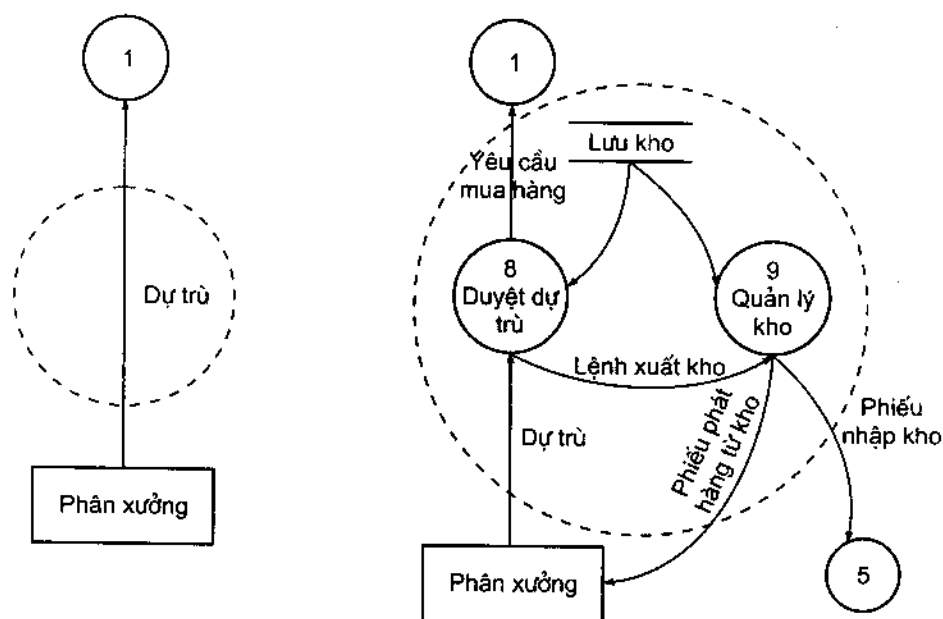 1
Dự trù
Phân xưởng
1
Lưu kho
Yêu cầu
mua hàng
8
Duyệt dự
trù
9
Quản lý
kho
Lệnh xuất kho
Dự trù
Phiếu phát
hàng từ kho
Phiếu
nhập kho
Phân xưởng
5